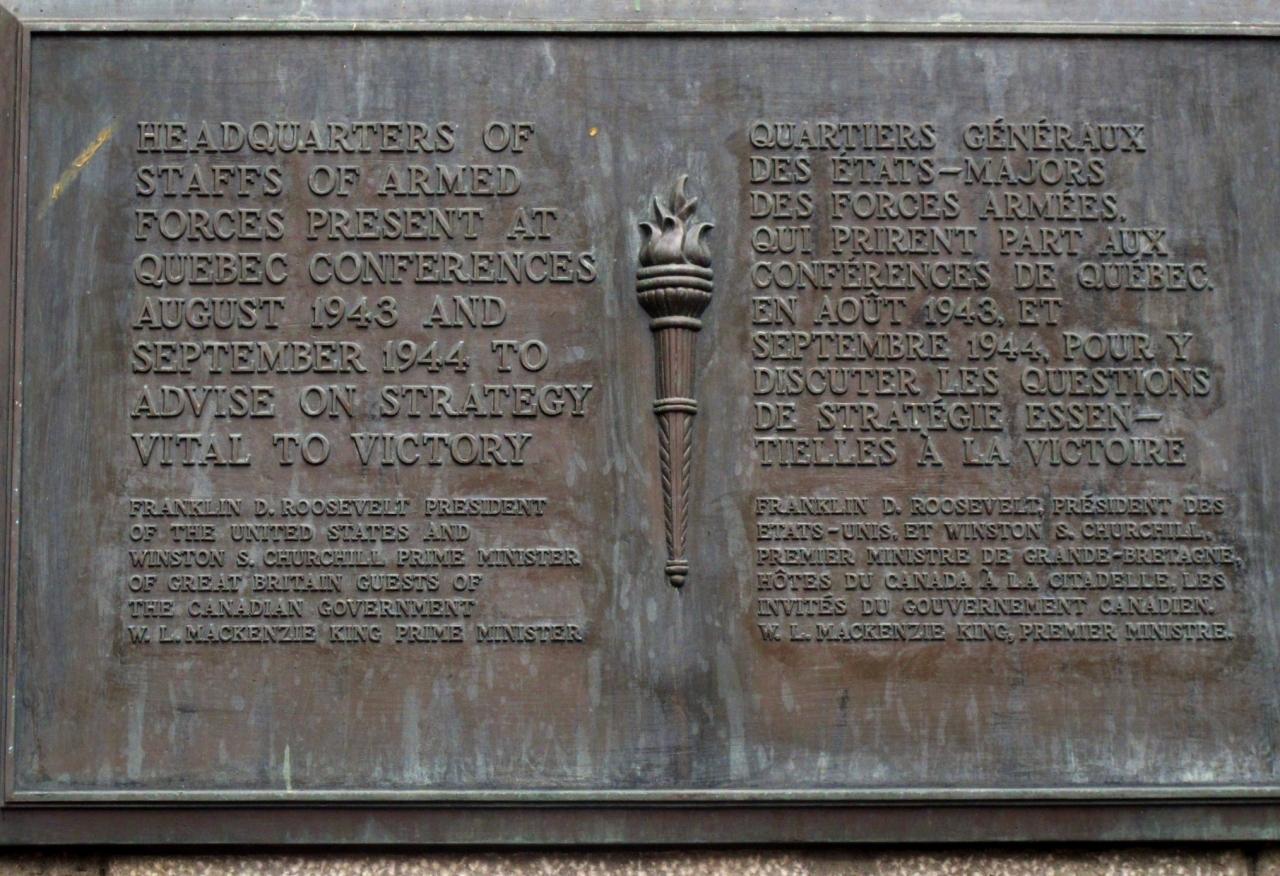 HEADQUARTERS OF
STAFFS OF ARMED
FORCES PRESENT AT
QUEBEC CONFERENCES
AUGUST 1943 AND
SEPTEMBER 1944 TO
ADVISE ON STRATEGY
VITAL TO VICTORY
FRANKLIN D. ROOSEVELT PRESIDENT
OF THE UNITED STATES AND
WINSTON S. CHURCHILL PRIME MINISTER
OF GREAT BRITAIN GUESTS OF
THE CANADIAN GOVERNMENT
W. L. MACKENZIE KING PRIME MINISTER
QUARTIERS GÉNÉRAUX
DES ÉTATS-MAJORS
DES FORCES ARMÉES,
QUI PRIRENT PART AUX
CONFÉRENCES DE QUÉBEC,
EN AOÛT 1943, ET
SEPTEMBRE 1944, POUR Y
DISCUTER LES QUESTIONS
DE STRATÉGIE ESSEN-
TIELLES À LA VICTOIRE
FRANKLIN D. ROOSEVELT, PRÉSIDENT DES
ETATS-UNIS, ET WINSTON S. CHURCHILL,
PREMIER MINISTRE DE GRANDE-BRETAGNE,
HÔTES DU CANADA À LA CITADELLE, LES
INVITÉS DU GOUVERNEMENT CANADIEN.
W. L. MACKENZIE KING, PREMIER MINISTRE.